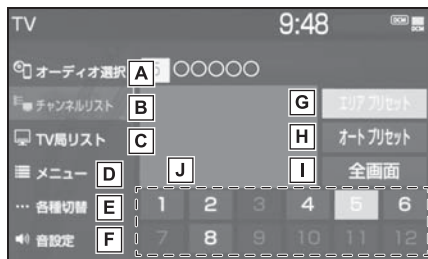 TV 9:48 DCM DCM
オーディオ選択 A 5 ○○○○○
チャンネルリスト B G エリア プリセット
TV局リスト C H オート プリセット
メニュー D J I 全画面
各種切替 E 1 2 3 4 5 6
音設定 F 7 8 9 10 11 12